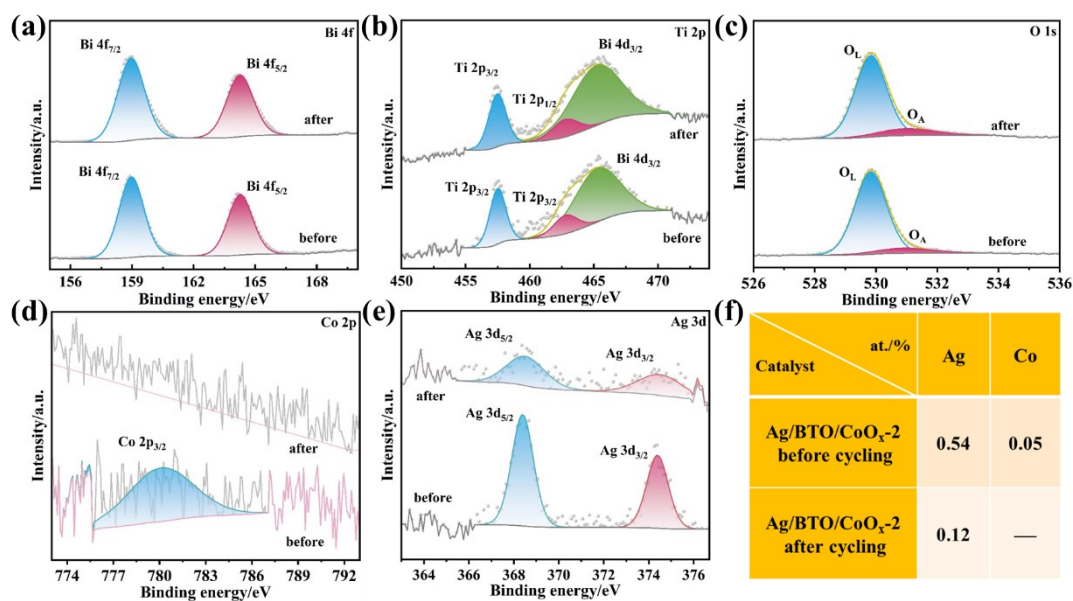 (a)
Bi 4f
Bi 4f7/2
Bi 4f5/2
after
Bi 4f7/2
Bi 4f5/2
before
Intensity/a.u.
156 159 162 165 168
Binding energy/eV
(b)
Ti 2p
Bi 4d3/2
Ti 2p3/2
Ti 2p1/2
after
Bi 4d3/2
Ti 2p3/2
Ti 2p3/2
before
Intensity/a.u.
450 455 460 465 470
Binding energy/eV
(c)
O 1s
OL
OA
after
OL
OA
before
Intensity/a.u.
526 528 530 532 534 536
Binding energy/eV
(d)
Co 2p
after
Co 2p3/2
before
Intensity/a.u.
774 777 780 783 786 789 792
Binding energy/eV
(e)
Ag 3d
Ag 3d5/2
Ag 3d3/2
after
Ag 3d5/2
Ag 3d3/2
before
Intensity/a.u.
364 366 368 370 372 374 376
Binding energy/eV
(f)
at./%
Catalyst
Ag
Co
Ag/BTO/CoOx-2
before cycling
0.54
0.05
Ag/BTO/CoOx-2
after cycling
0.12
—